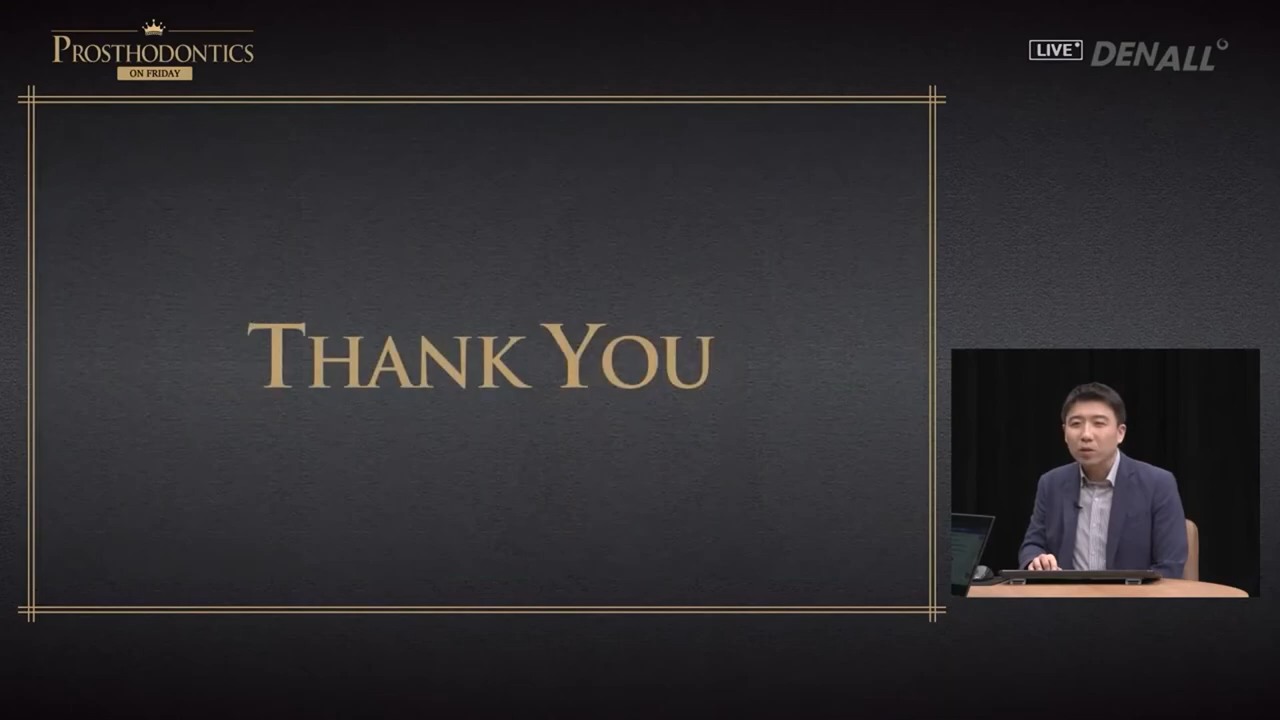 PROSTHODONTICS
ON FRIDAY
LIVE
DENALL
THANK YOU